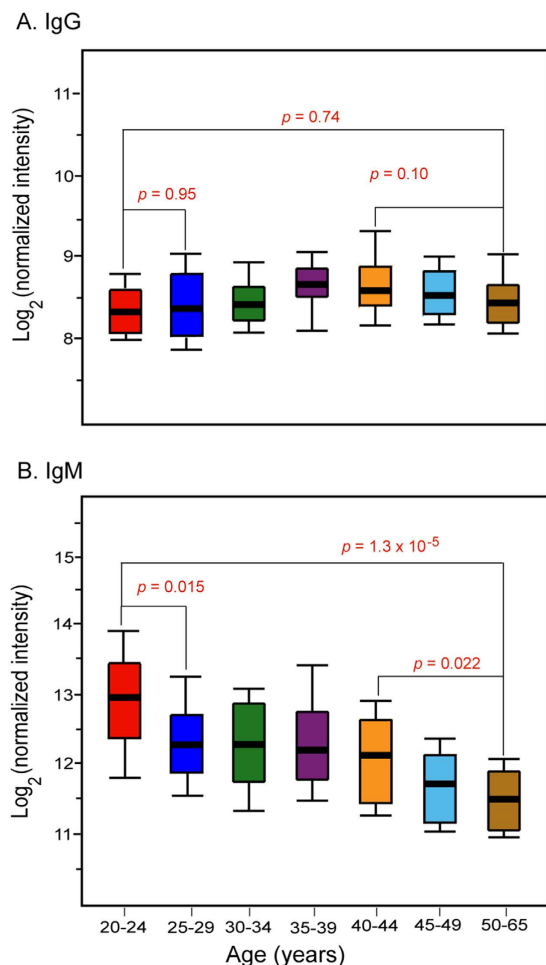 A. IgG
Log2 (normalized intensity)
11
10
9
8
p = 0.74
p = 0.95
p = 0.10
B. IgM
Log2 (normalized intensity)
15
14
13
12
11
p = 1.3 x 10-5
p = 0.015
p = 0.022
20-24 25-29 30-34 35-39 40-44 45-49 50-65
Age (years)